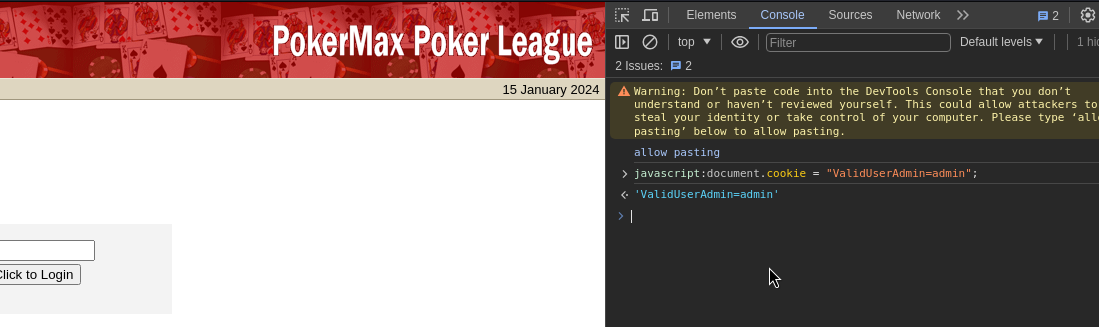 PokerMax Poker League
15 January 2024
Click to Login
Elements Console Sources Network 2
top Filter Default levels 1
2 Issues: 2
Warning: Don’t paste code into the DevTools Console that you don’t
understand or haven’t reviewed yourself. This could allow attackers to
steal your identity or take control of your computer. Please type ‘
pasting’ below to allow pasting.
allow pasting
javascript:document.cookie = "ValidUserAdmin=admin";
'ValidUserAdmin=admin'